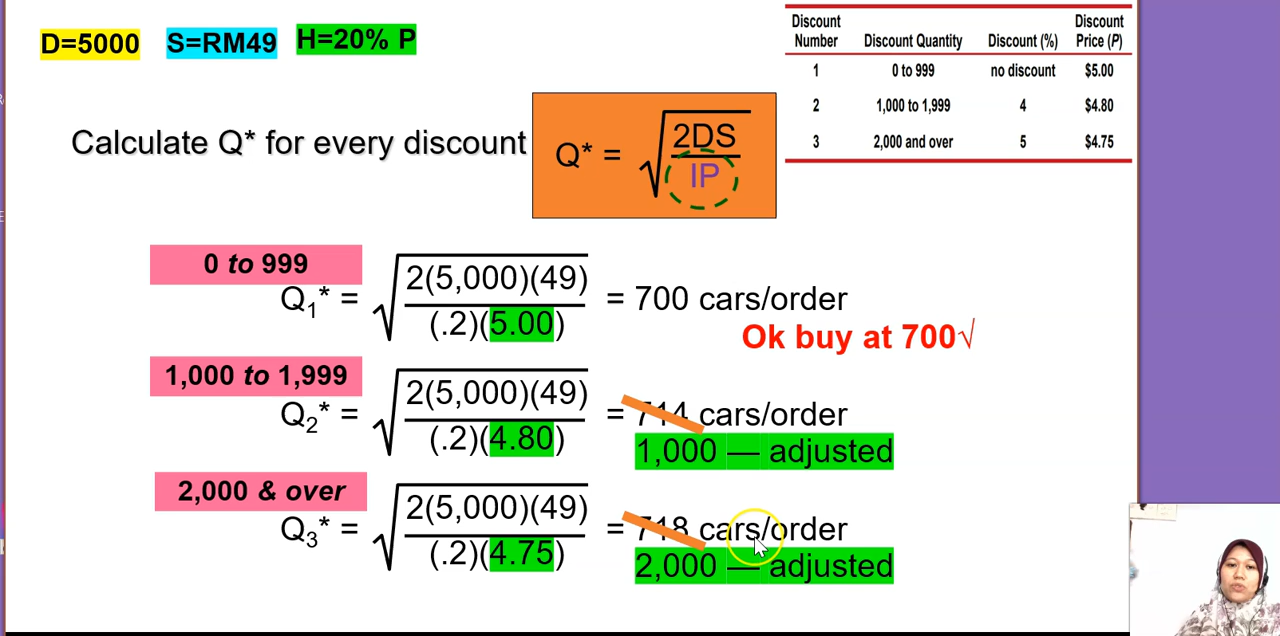 D=5000 S=RM49 H=20% P
Discount Number Discount Quantity Discount (%) Discount Price (P)
1 0 to 999 no discount $5.00
2 1,000 to 1,999 4 $4.80
3 2,000 and over 5 $4.75
Calculate Q* for every discount
Q* = √ 2DS / IP
0 to 999
Q1* = √ 2(5,000)(49) / (.2)(5.00) = 700 cars/order
Ok buy at 700√
1,000 to 1,999
Q2* = √ 2(5,000)(49) / (.2)(4.80) = 714 cars/order
1,000 — adjusted
2,000 & over
Q3* = √ 2(5,000)(49) / (.2)(4.75) = 718 cars/order
2,000 — adjusted